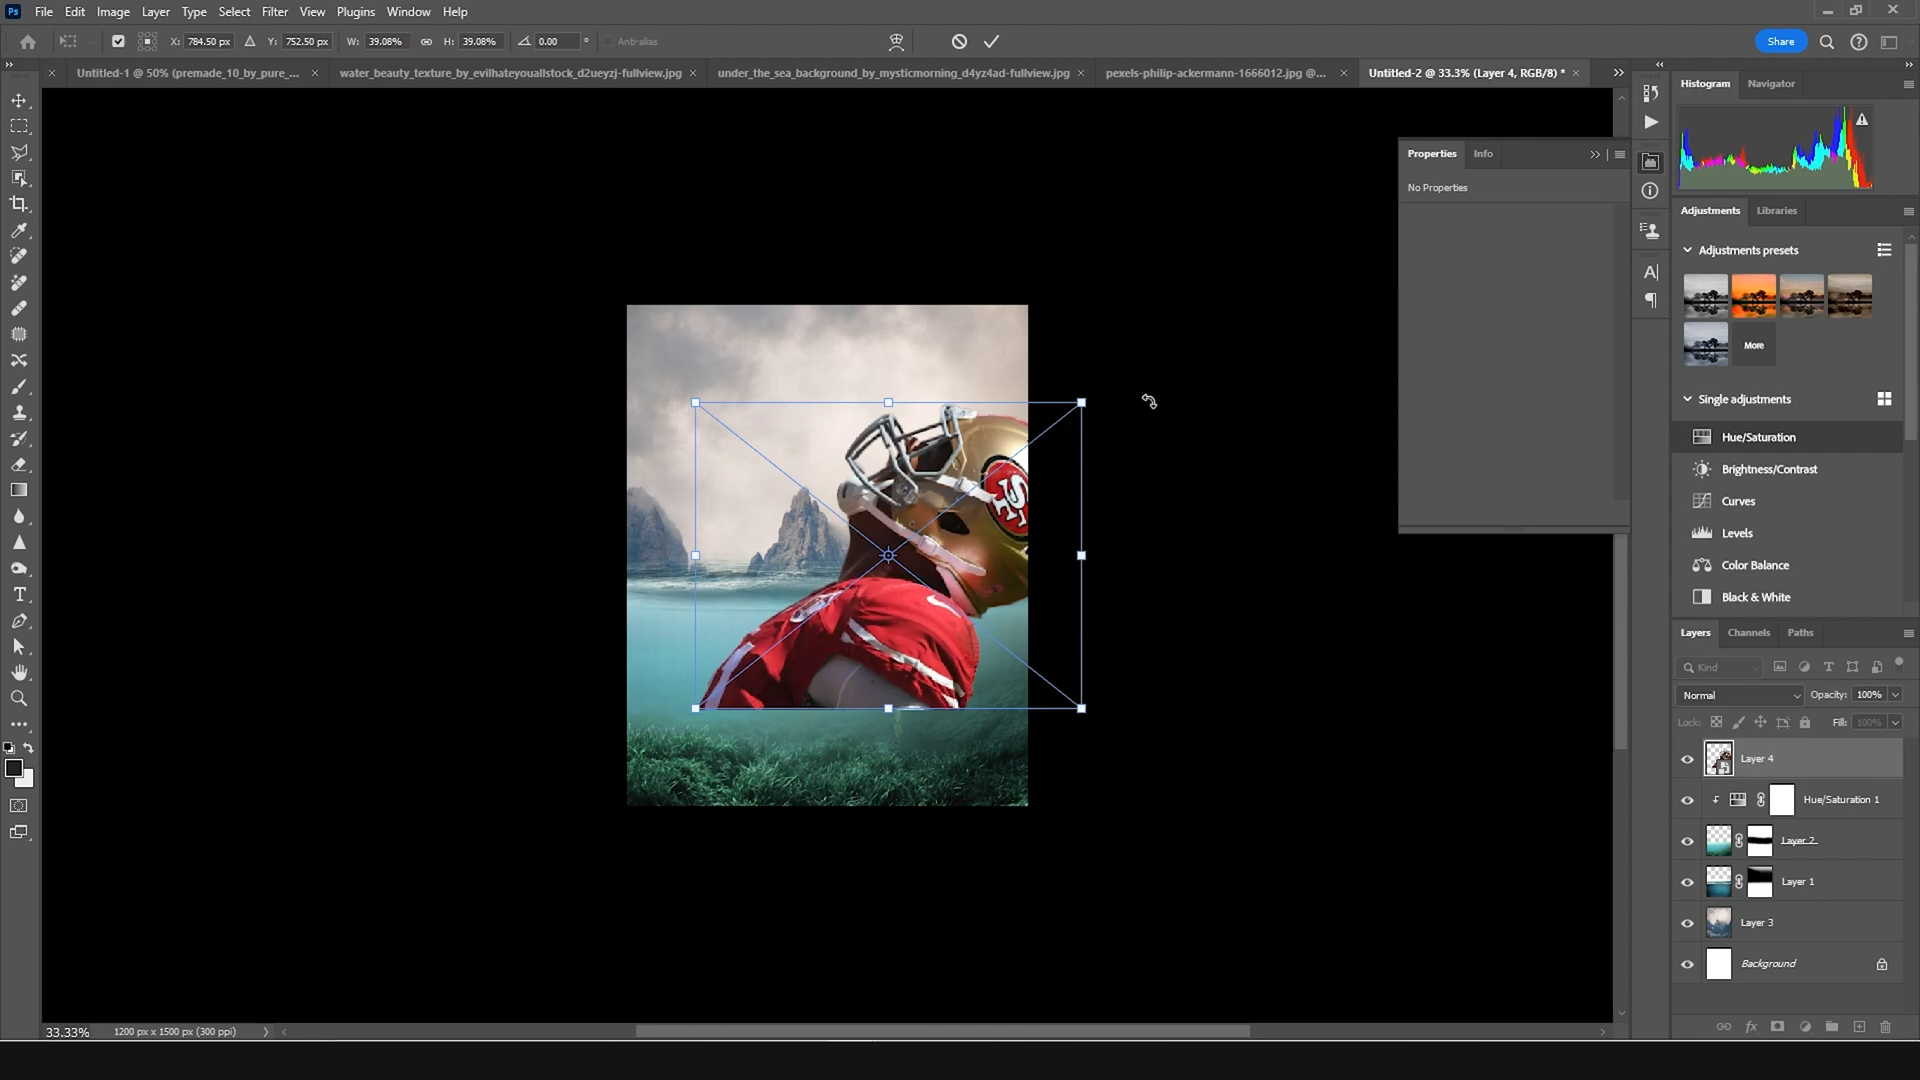 Ps File Edit Image Layer Type Select Filter View Plugins Window Help
X: 784.50 px Y: 752.50 px W: 39.08% H: 39.08% 0.00 ° Anti-alias Share
Untitled-1 @ 50% (premade_10_by_pure_... water_beauty_texture_by_evilhateyouallstock_d2ueyzj-fullview.jpg under_the_sea_background_by_mysticmorning_d4yz4ad-fullview.jpg pexels-philip-ackermann-1666012.jpg @... Untitled-2 @ 33.3% (Layer 4, RGB/8) *
Histogram Navigator
Properties Info
No Properties
Adjustments Libraries
Adjustments presets
More
Single adjustments
Hue/Saturation
Brightness/Contrast
Curves
Levels
Color Balance
Black & White
SF
Layers Channels Paths
Kind
Normal Opacity: 100%
Lock: Fill: 100%
Layer 4
Hue/Saturation 1
Layer 2
Layer 1
Layer 3
Background
33.33% 1200 px x 1500 px (300 ppi)